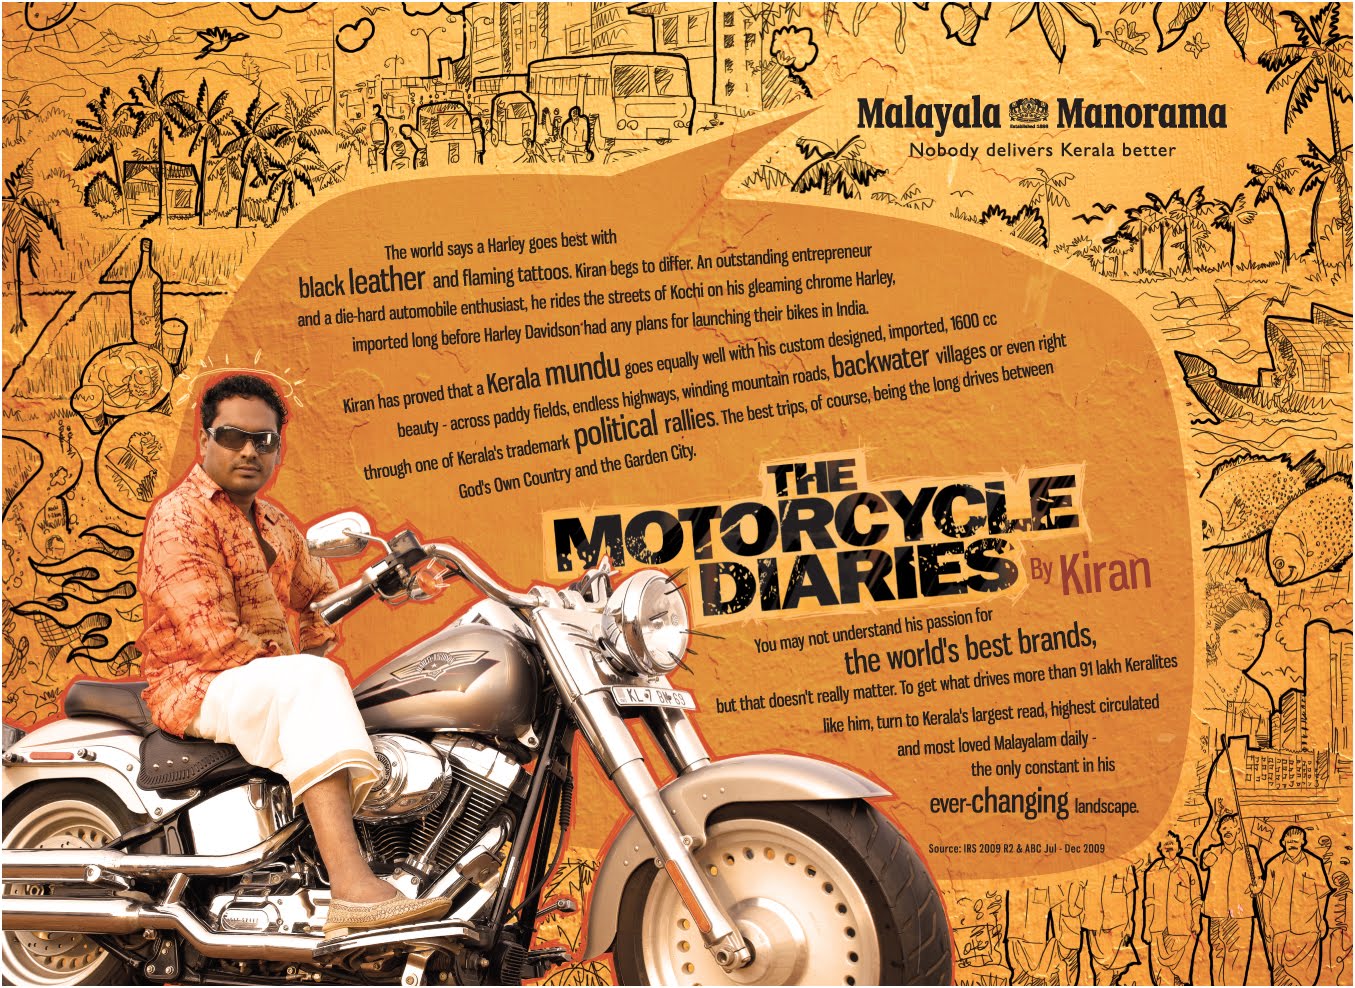 Malayala Manorama
Established 1888
Nobody delivers Kerala better
The world says a Harley goes best with
black leather and flaming tattoos. Kiran begs to differ. An outstanding entrepreneur
and a die-hard automobile enthusiast, he rides the streets of Kochi on his gleaming chrome Harley,
imported long before Harley Davidson had any plans for launching their bikes in India.
Kiran has proved that a Kerala mundu goes equally well with his custom designed, imported, 1600 cc
beauty - across paddy fields, endless highways, winding mountain roads, backwater villages or even right
through one of Kerala's trademark political rallies. The best trips, of course, being the long drives between
God's Own Country and the Garden City.
THE
MOTORCYCLE
DIARIES By Kiran
You may not understand his passion for
the world's best brands,
but that doesn't really matter. To get what drives more than 91 lakh Keralites
like him, turn to Kerala's largest read, highest circulated
and most loved Malayalam daily -
the only constant in his
ever-changing landscape.
Source: IRS 2009 R2 & ABC Jul - Dec 2009
KL 7 BN 69